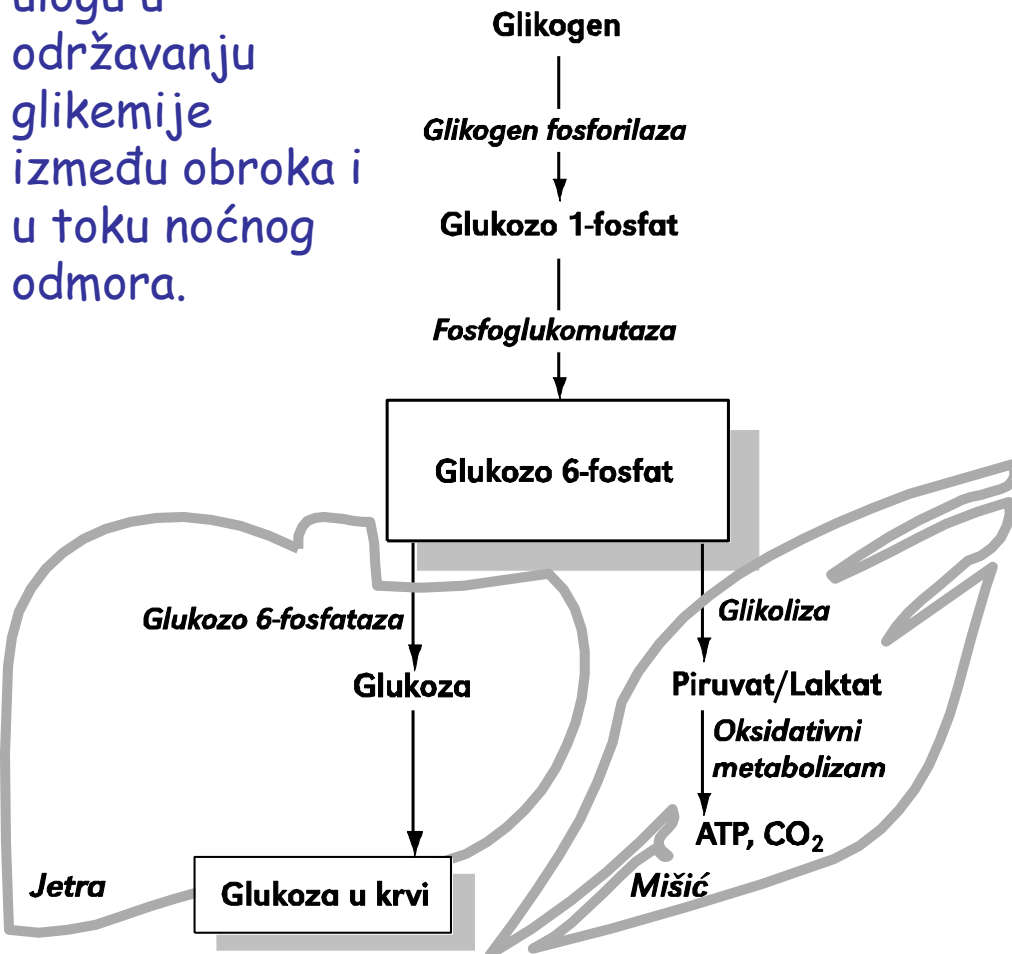 ulogu u
održavanju
glikemije
između obroka i
u toku noćnog
odmora.
Glikogen
Glikogen fosforilaza
Glukozo 1-fosfat
Fosfoglukomutaza
Glukozo 6-fosfat
Glukozo 6-fosfataza
Glukoza
Glukoza u krvi
Jetra
Glikoliza
Piruvat/Laktat
Oksidativni
metabolizam
ATP, CO₂
Mišić